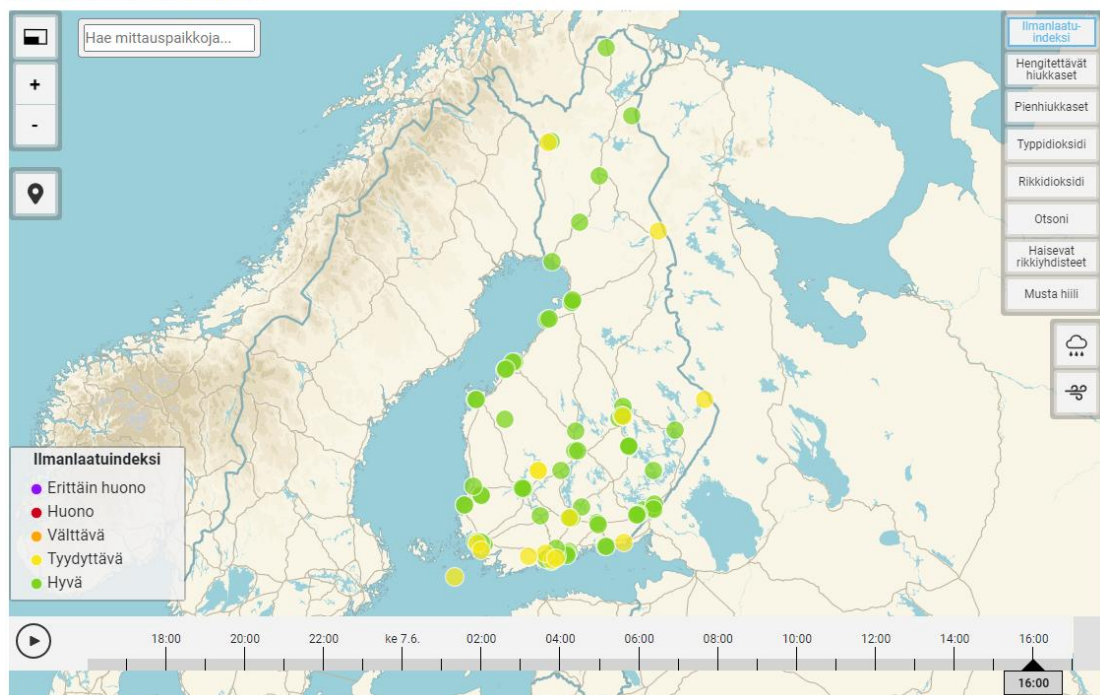 Hae mittauspaikkoja...
+
-
Ilmanlaatu-
indeksi
Hengitettävät
hiukkaset
Pienhiukkaset
Typpidioksidi
Rikkidioksidi
Otsoni
Haisevat
rikkiyhdisteet
Musta hiili
Ilmanlaatuindeksi
Erittäin huono
Huono
Välttävä
Tyydyttävä
Hyvä
18:00 20:00 22:00 ke 7.6. 02:00 04:00 06:00 08:00 10:00 12:00 14:00 16:00
16:00